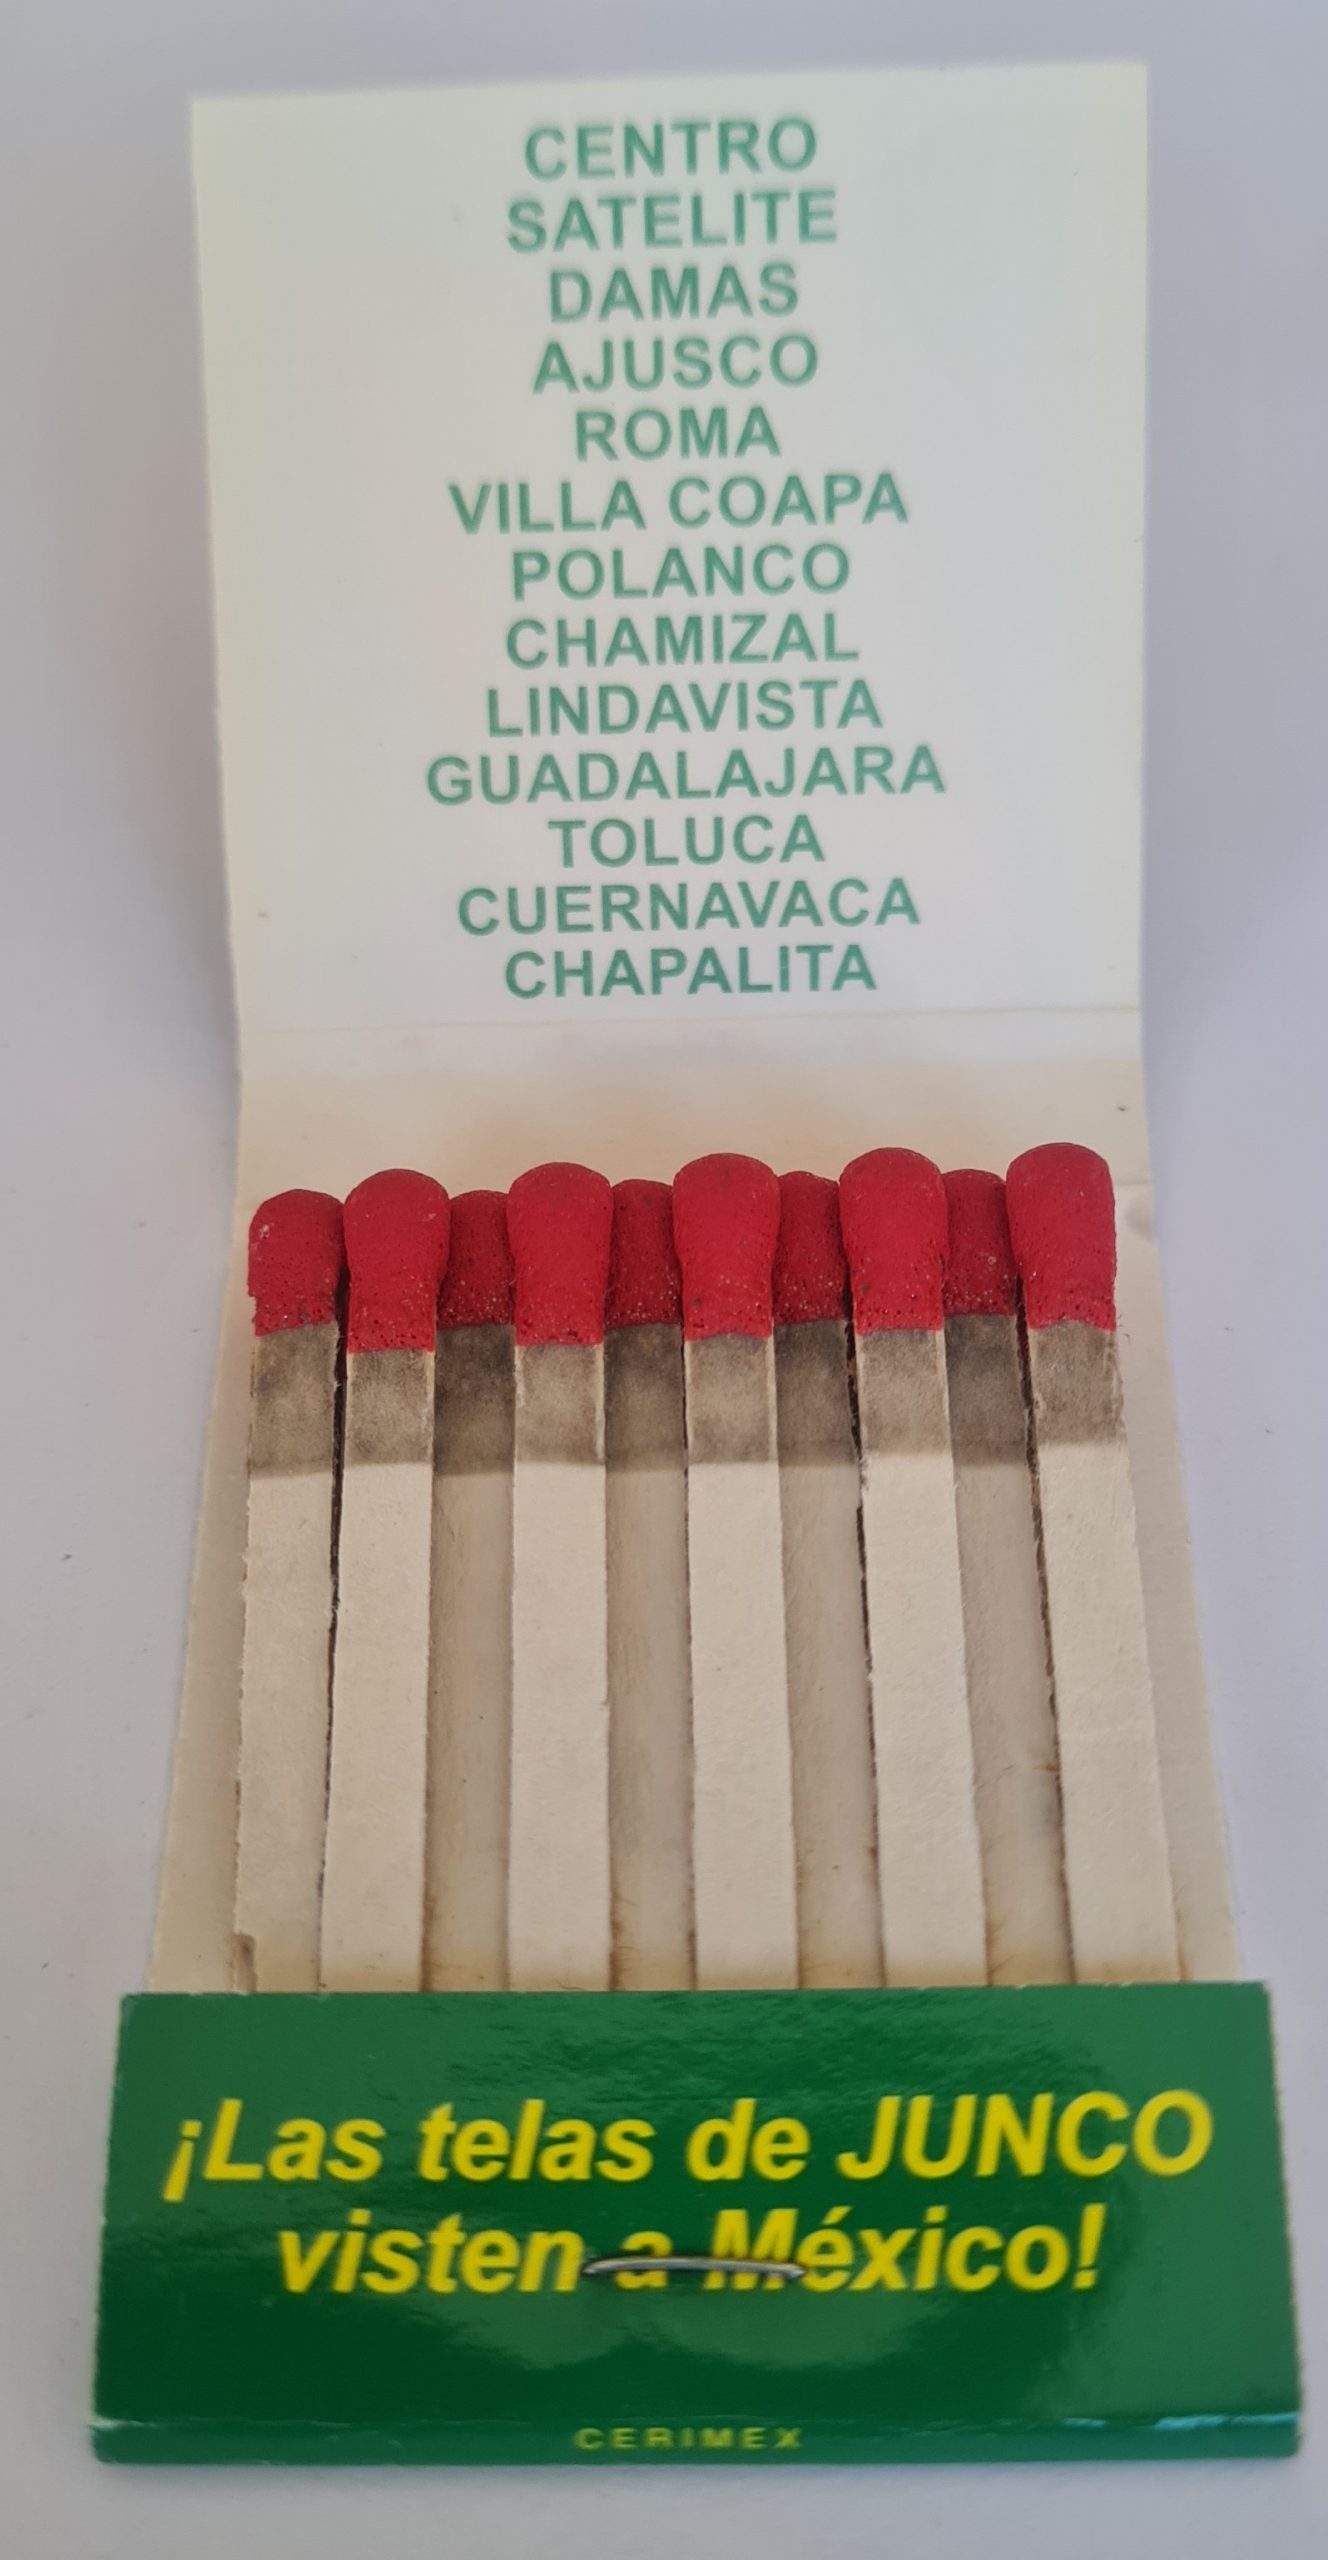 CENTRO
SATELITE
DAMAS
AJUSCO
ROMA
VILLA COAPA
POLANCO
CHAMIZAL
LINDAVISTA
GUADALAJARA
TOLUCA
CUERNAVACA
CHAPALITA
¡Las telas de JUNCO
visten a México!
CERIMEX